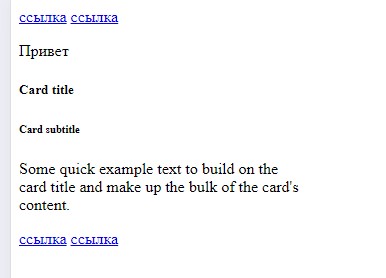 ссылка ссылка
Привет
Card title
Card subtitle
Some quick example text to build on the
card title and make up the bulk of the card's
content.
ссылка ссылка